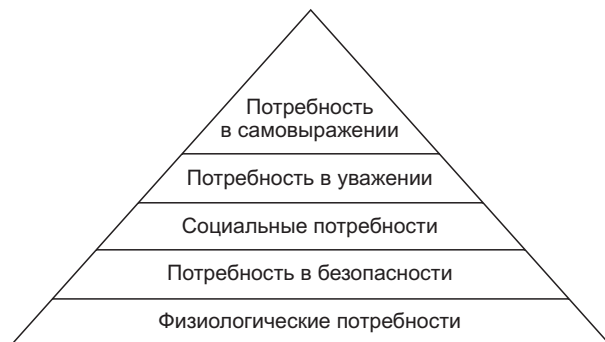 Потребность
в самовыражении
Потребность в уважении
Социальные потребности
Потребность в безопасности
Физиологические потребности